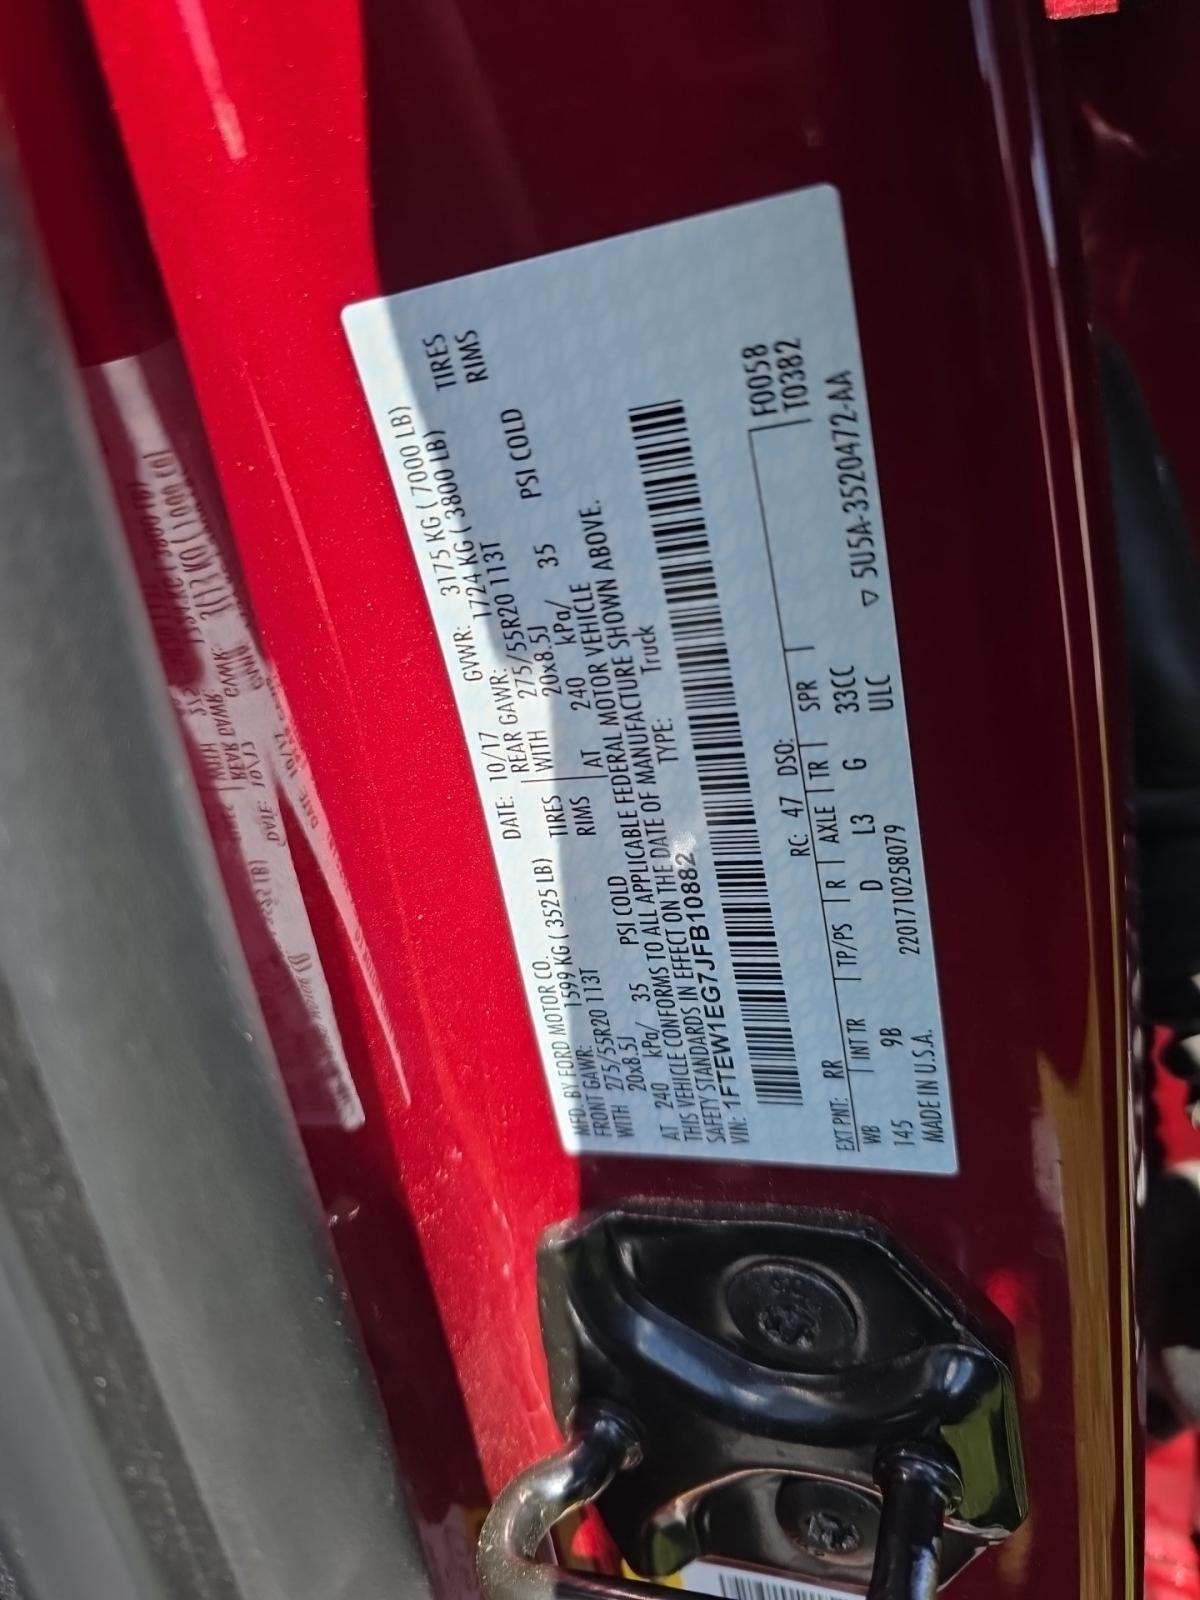 MFD. BY FORD MOTOR CO.
DATE: 10/17 GVWR: 3175 KG ( 7000 LB)
FRONT GAWR: 1599 KG ( 3525 LB)
REAR GAWR: 1724 KG ( 3800 LB)
WITH 275/55R20 113T TIRES
WITH 275/55R20 113T TIRES
20x8.5J RIMS
20x8.5J RIMS
AT 240 kPa/ 35 PSI COLD
AT 240 kPa/ 35 PSI COLD
THIS VEHICLE CONFORMS TO ALL APPLICABLE FEDERAL MOTOR VEHICLE
SAFETY STANDARDS IN EFFECT ON THE DATE OF MANUFACTURE SHOWN ABOVE.
VIN: 1FTEW1EG7JFB10882 TYPE: Truck
F0058
T0382
EXT PNT: RR RC: 47 DSO:
WB INT TR TP/PS R AXLE TR SPR
145 9B D L3 G 33CC
ULC
MADE IN U.S.A. 2201710258079 ▽ 5U5A-3520472-AA